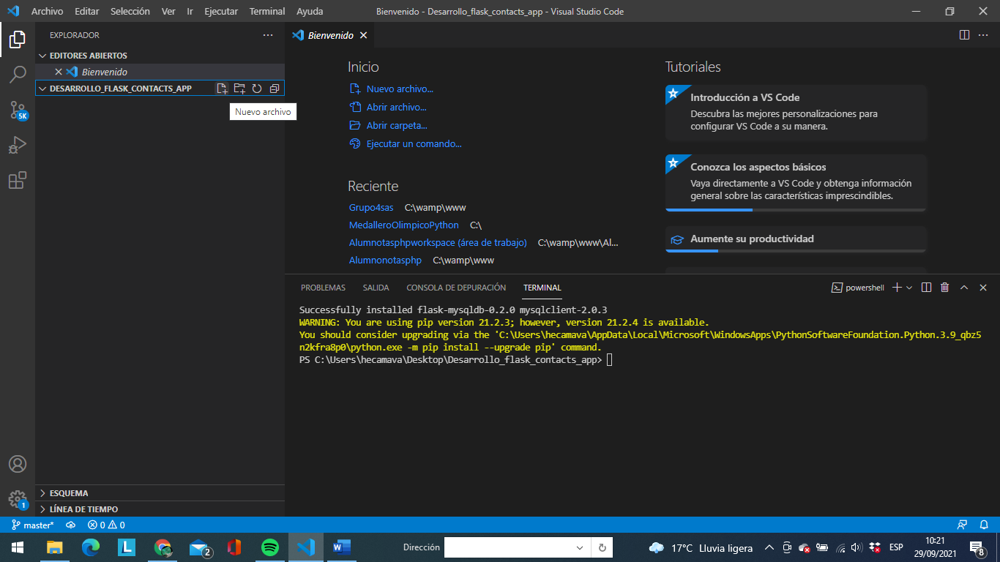 Archivo Editar Selección Ver Ir Ejecutar Terminal Ayuda
Bienvenido - Desarrollo_flask_contacts_app - Visual Studio Code
EXPLORADOR
EDITORES ABIERTOS
Bienvenido
DESARROLLO_FLASK_CONTACTS_APP
Nuevo archivo
5K
ESQUEMA
LÍNEA DE TIEMPO
1
Bienvenido
Inicio
Nuevo archivo...
Abrir archivo...
Abrir carpeta...
Ejecutar un comando...
Reciente
Grupo4sas C:\wamp\www
MedalleroOlimpicoPython C:\
Alumnotasphpworkspace (área de trabajo) C:\wamp\www\Al...
Alumnonotasphp C:\wamp\www
Tutoriales
Introducción a VS Code
Descubra las mejores personalizaciones para
configurar VS Code a su manera.
Conozca los aspectos básicos
Vaya directamente a VS Code y obtenga información
general sobre las características imprescindibles.
Aumente su productividad
PROBLEMAS SALIDA CONSOLA DE DEPURACIÓN TERMINAL
powershell
Successfully installed flask-mysqldb-0.2.0 mysqlclient-2.0.3
WARNING: You are using pip version 21.2.3; however, version 21.2.4 is available.
You should consider upgrading via the 'C:\Users\hecamava\AppData\Local\Microsoft\WindowsApps\PythonSoftwareFoundation.Python.3.9_qbz5
n2kfra8p0\python.exe -m pip install --upgrade pip' command.
PS C:\Users\hecamava\Desktop\Desarrollo_flask_contacts_app>
master* 0 0
L
2
W
Dirección
17°C Lluvia ligera
ESP
10:21
29/09/2021
8